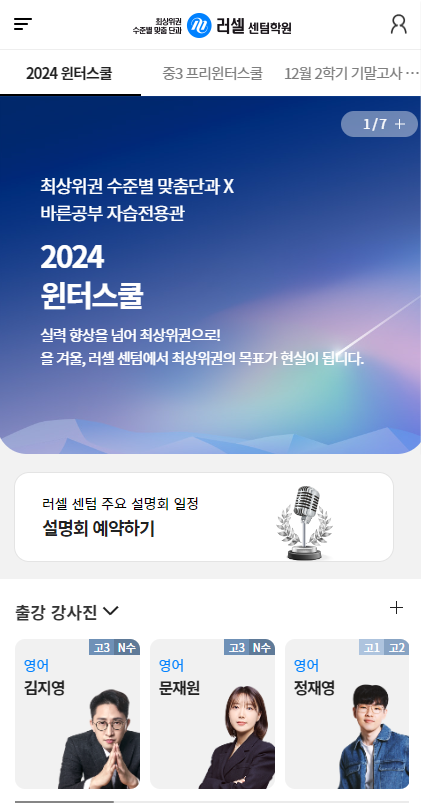 최상위권
수준별 맞춤 단과
러셀 센텀학원
2024 윈터스쿨
중3 프리윈터스쿨
12월 2학기 기말고사 …
1/7 +
최상위권 수준별 맞춤단과 X
바른공부 자습전용관
2024
윈터스쿨
실력 향상을 넘어 최상위권으로!
올 겨울, 러셀 센텀에서 최상위권의 목표가 현실이 됩니다.
러셀 센텀 주요 설명회 일정
설명회 예약하기
출강 강사진
고3 N수
영어
김지영
고3 N수
영어
문재원
고1 고2
영어
정재영